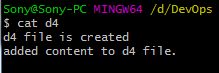 Sony@Sony-PC MINGW64 /d/DevOps
$ cat d4
d4 file is created
added content to d4 file.